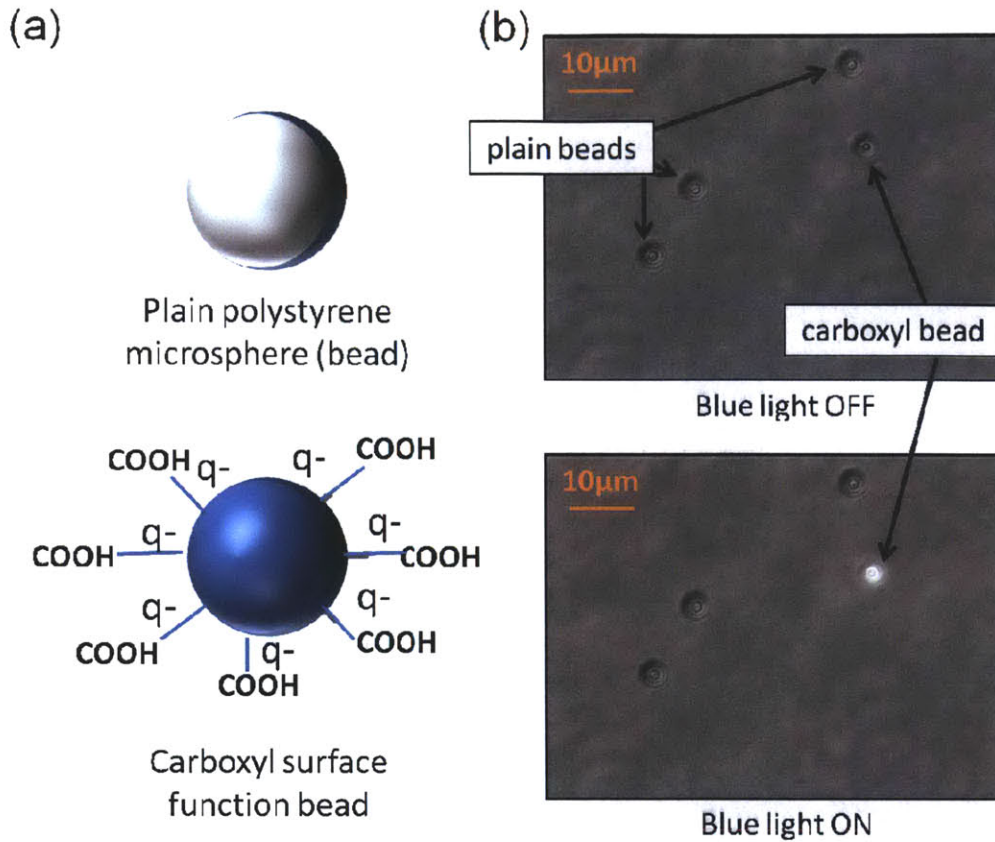 (a)
Plain polystyrene
microsphere (bead)
COOH q- q- COOH
COOH q- q- COOH
q- q-
COOH q- COOH
COOH
Carboxyl surface
function bead
(b)
10μm
plain beads
carboxyl bead
Blue light OFF
10μm
Blue light ON